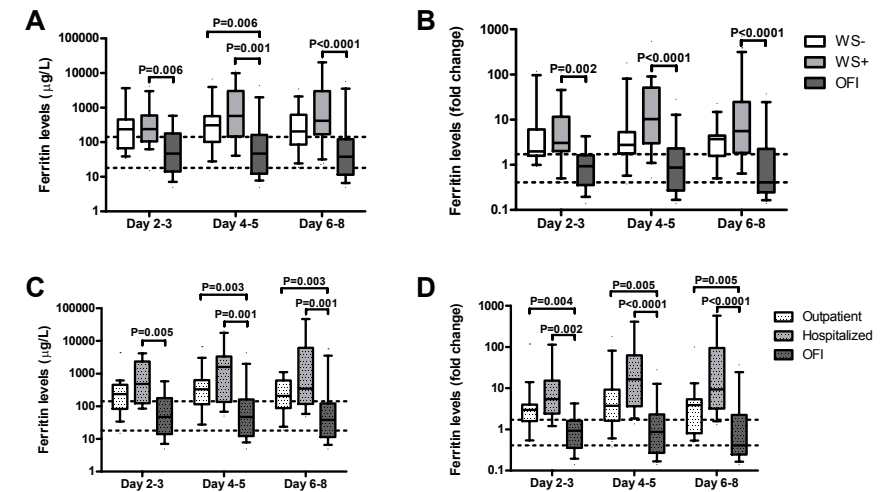 A
Ferritin levels (µg/L)
100000
10000
1000
100
10
1
P=0.006
P=0.006
P=0.001
P<0.0001
Day 2-3
Day 4-5
Day 6-8
B
Ferritin levels (fold change)
1000
100
10
1
0.1
P=0.002
P<0.0001
P<0.0001
Day 2-3
Day 4-5
Day 6-8
WS-
WS+
OFI
C
Ferritin levels (µg/L)
100000
10000
1000
100
10
1
P=0.005
P=0.003
P=0.001
P=0.003
P=0.001
Day 2-3
Day 4-5
Day 6-8
D
Ferritin levels (fold change)
1000
100
10
1
0.1
P=0.004
P=0.002
P=0.005
P<0.0001
P=0.005
P<0.0001
Day 2-3
Day 4-5
Day 6-8
Outpatient
Hospitalized
OFI